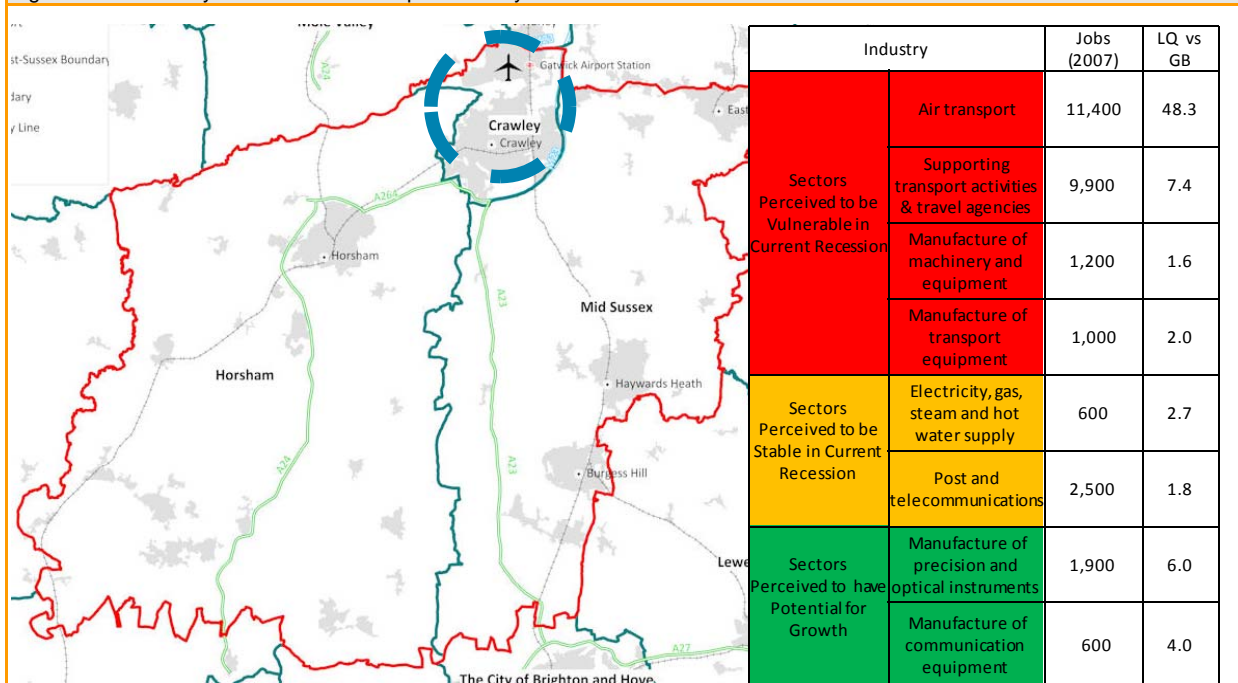 Mole Valley
st-Sussex Boundary
dary
y Line
A24
Gatwick Airport Station
East
Crawley
Crawley
A264
Horsham
A23
Mid Sussex
Horsham
Haywards Heath
A24
A23
Burgess Hill
Lewe
A27
The City of Brighton and Hove
Industry
Jobs
(2007)
LQ vs
GB
Sectors
Perceived to be
Vulnerable in
Current Recession
Air transport
11,400
48.3
Supporting
transport activities
& travel agencies
9,900
7.4
Manufacture of
machinery and
equipment
1,200
1.6
Manufacture of
transport
equipment
1,000
2.0
Sectors
Perceived to be
Stable in Current
Recession
Electricity, gas,
steam and hot
water supply
600
2.7
Post and
telecommunications
2,500
1.8
Sectors
Perceived to have
Potential for
Growth
Manufacture of
precision and
optical instruments
1,900
6.0
Manufacture of
communication
equipment
600
4.0